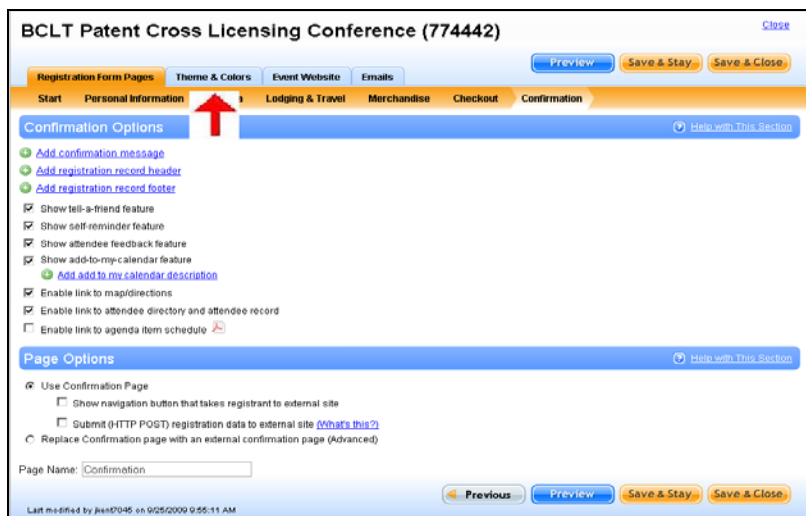 BCLT Patent Cross Licensing Conference (774442)
Close
Preview Save & Stay Save & Close
Registration Form Pages Theme & Colors Event Website Emails
Start Personal Information Lodging & Travel Merchandise Checkout Confirmation
Confirmation Options Help with This Section
Add confirmation message
Add registration record header
Add registration record footer
Show tell-a-friend feature
Show self-reminder feature
Show attendee feedback feature
Show add-to-my-calendar feature
Add add to my calendar description
Enable link to map/directions
Enable link to attendee directory and attendee record
Enable link to agenda item schedule
Page Options Help with This Section
Use Confirmation Page
Show navigation button that takes registrant to external site
Submit (HTTP POST) registration data to external site (What's this?)
Replace Confirmation page with an external confirmation page (Advanced)
Page Name: Confirmation
Previous Preview Save & Stay Save & Close
Last modified by jkent7045 on 9/25/2009 9:55:11 AM